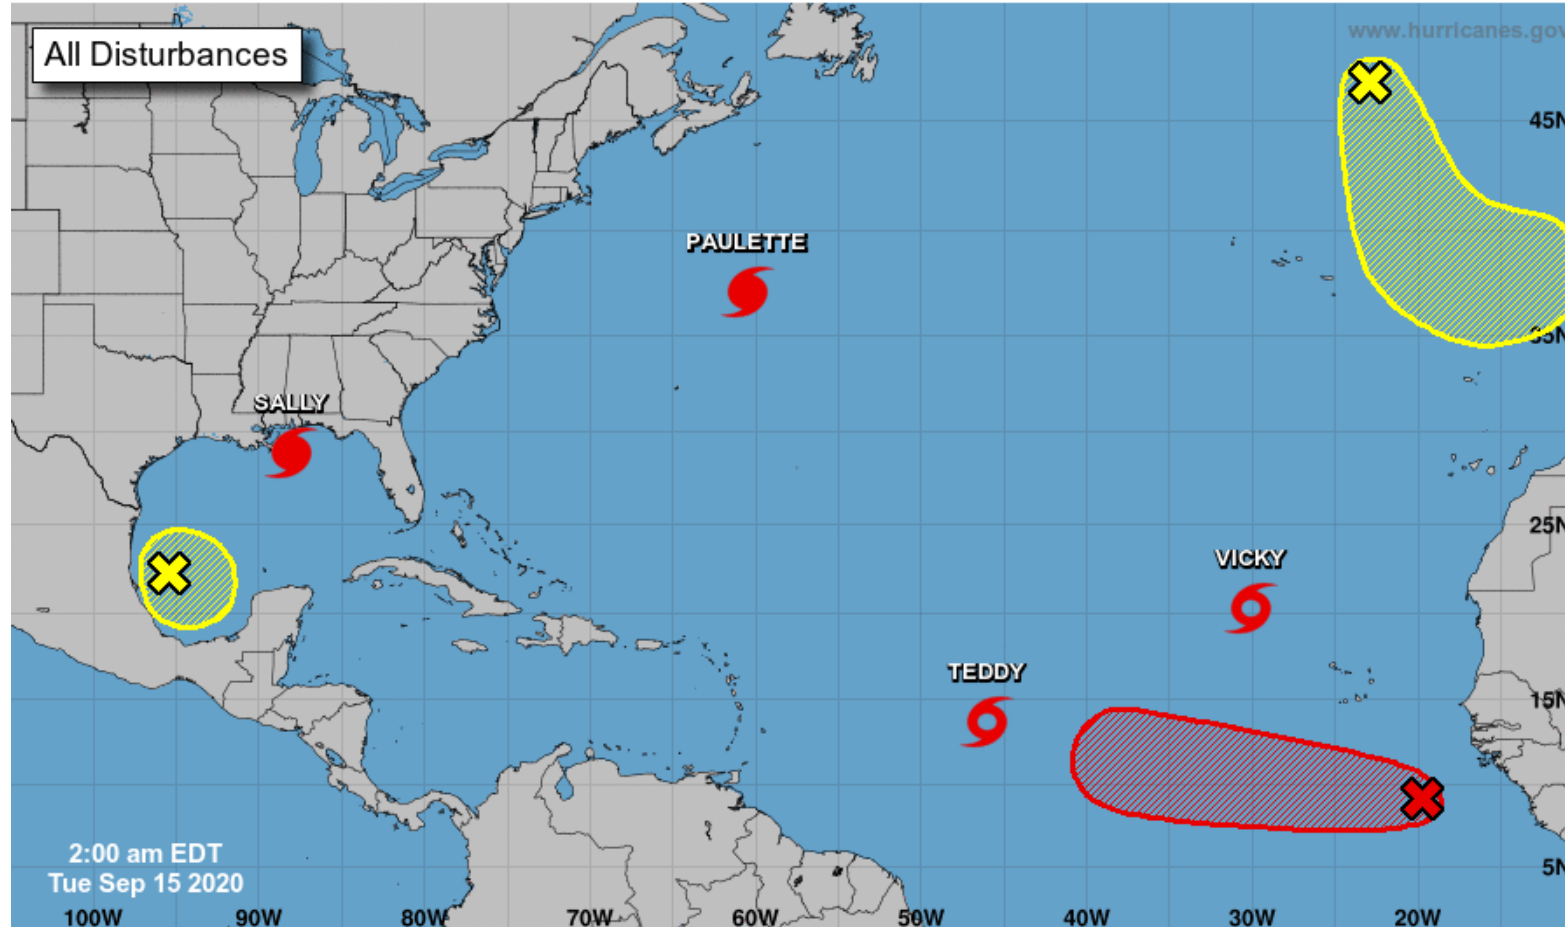 All Disturbances
www.hurricanes.gov
45N
PAULETTE
35N
SALLY
25N
VICKY
TEDDY
15N
2:00 am EDT
Tue Sep 15 2020
5N
100W 90W 80W 70W 60W 50W 40W 30W 20W